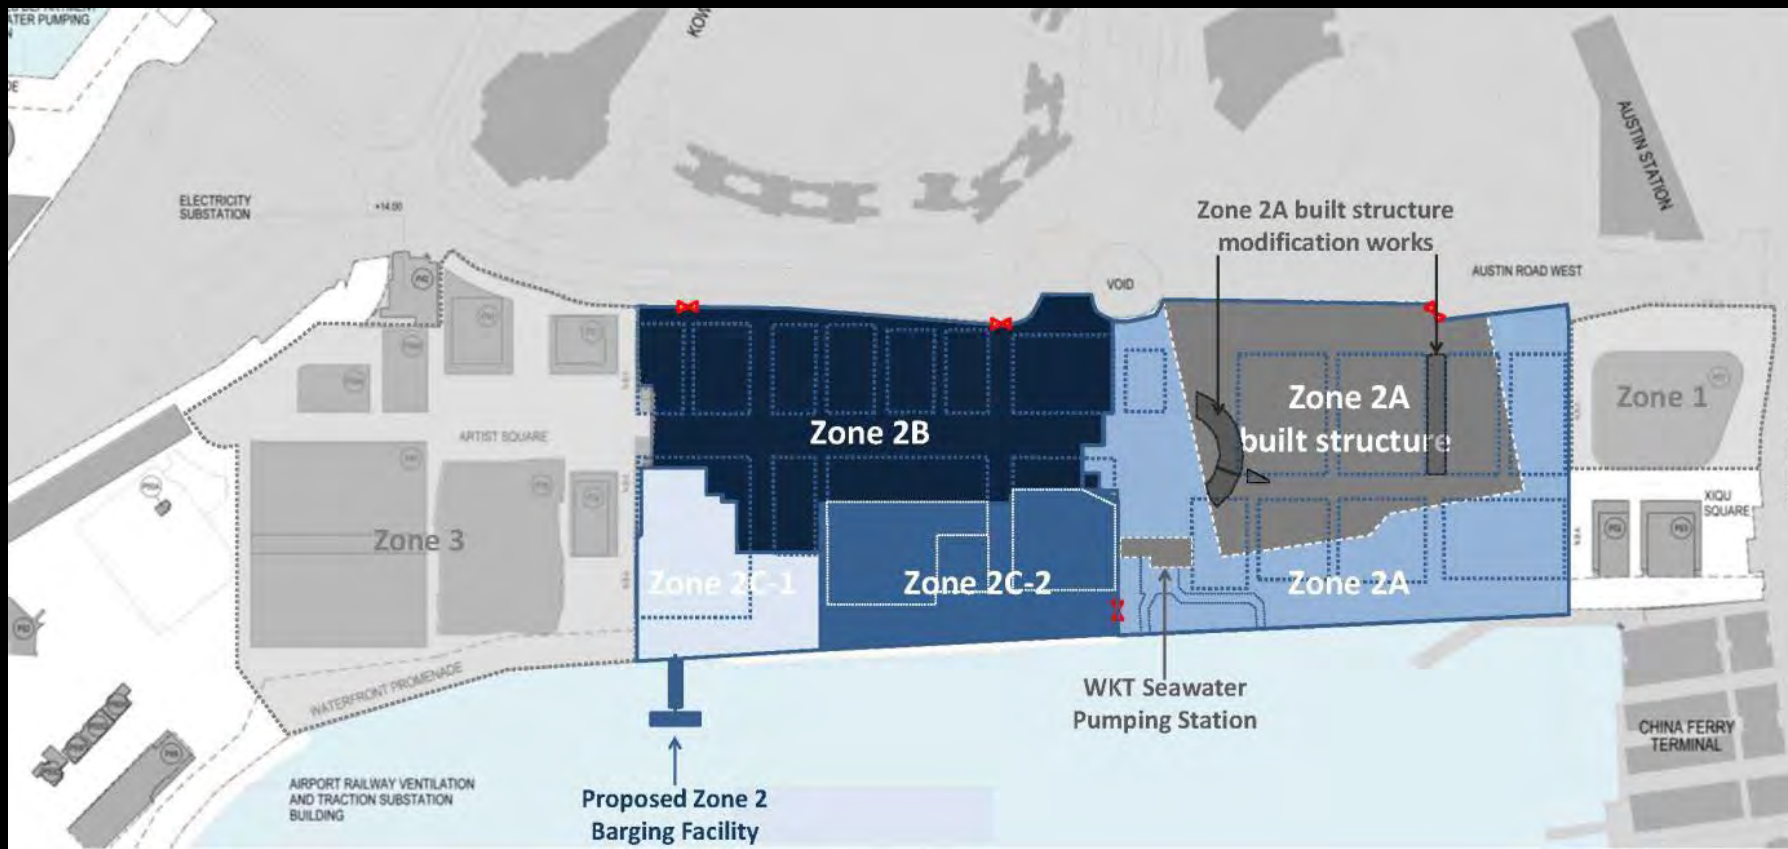 ATER PUMPING
KOW
AUSTIN STATION
ELECTRICITY
SUBSTATION
+14.00
Zone 2A built structure
modification works
AUSTIN ROAD WEST
VOID
Zone 2A
built structure
Zone 1
Zone 2B
ARTIST SQUARE
XIQU
SQUARE
Zone 3
Zone 2C-1
Zone 2C-2
Zone 2A
WATERFRONT PROMENADE
WKT Seawater
Pumping Station
CHINA FERRY
TERMINAL
AIRPORT RAILWAY VENTILATION
AND TRACTION SUBSTATION
BUILDING
Proposed Zone 2
Barging Facility